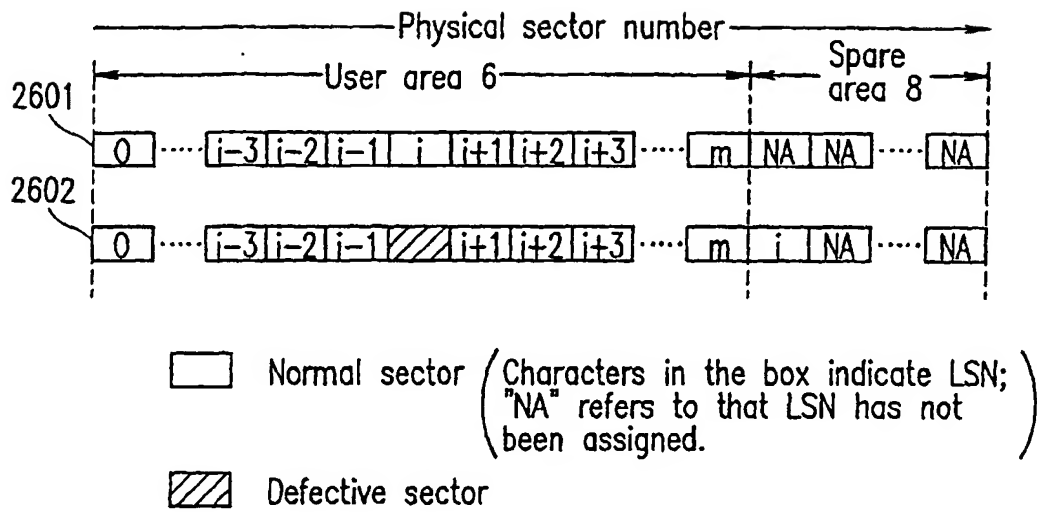 Physical sector number
User area 6
Spare area 8
2601
0 ····· i-3 i-2 i-1 i i+1 i+2 i+3 ····· m NA NA ····· NA
2602
0 ····· i-3 i-2 i-1 i+1 i+2 i+3 ····· m i NA ····· NA
Normal sector (Characters in the box indicate LSN;
"NA" refers to that LSN has not
been assigned.)
Defective sector